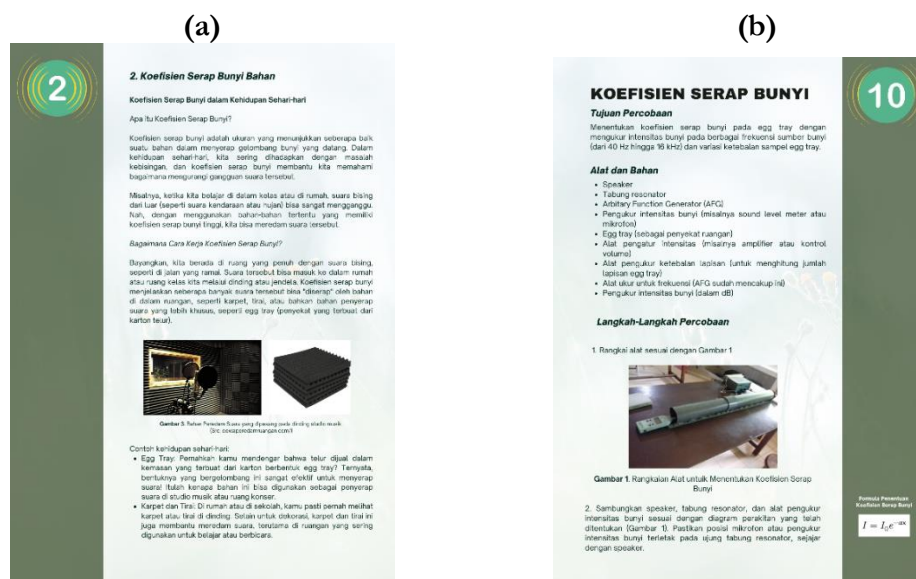 (a)
(b)
2
2. Koefisien Serap Bunyi Bahan
Koefisien Serap Bunyi dalam Kehidupan Sehari-hari
Apa Itu Koefisien Serap Bunyi?
Koefisien serap bunyi adalah ukuran yang menunjukkan seberapa baik
suatu bahan dalam menyerap gelombang bunyi yang datang. Dalam
kehidupan sehari-hari, kita sering dihadapkan dengan masalah
kebisingan, dan koefisien serap bunyi membantu kita memahami
bagaimana mengurangi gangguan suara tersebut.
Misalnya, ketika kita belajar di dalam kelas atau di rumah, suara bising
dari luar (seperti suara kendaraan atau hujan) bisa sangat mengganggu.
Nah, dengan menggunakan bahan-bahan tertentu yang memiliki
koefisien serap bunyi tinggi, kita bisa meredam suara tersebut.
Bagaimana Cara Kerja Koefisien Serap Bunyi?
Bayangkan, kita berada di ruang yang penuh dengan suara bising,
seperti di jalan yang ramai. Suara tersebut bisa masuk ke dalam rumah
atau ruang kelas kita melalui dinding atau jendela. Koefisien serap bunyi
menjelaskan seberapa banyak suara tersebut bisa "diserap" oleh bahan
di dalam ruangan, seperti karpet, tirai, atau bahkan bahan penyerap
suara yang lebih khusus, seperti egg tray (penyekat yang terbuat dari
karton telur).
Gambar 3. Bahan Peredam Suara yang dipasang pada dinding studio musik
Contoh kehidupan sehari-hari:
• Egg Tray: Pernahkah kamu mendengar bahwa telur dijual dalam
kemasan yang terbuat dari karton berbentuk egg tray? Ternyata,
bentuknya yang bergelombang ini sangat efektif untuk menyerap
suara! Itulah kenapa bahan ini bisa digunakan sebagai penyerap
suara di studio musik atau ruang konser.
• Karpet dan Tirai: Di rumah atau di sekolah, kamu pasti pernah melihat
karpet atau tirai di dinding. Selain untuk dekorasi, karpet dan tirai ini
juga membantu meredam suara, terutama di ruangan yang sering
digunakan untuk belajar atau berbicara.
10
KOEFISIEN SERAP BUNYI
Tujuan Percobaan
Menentukan koefisien serap bunyi pada egg tray dengan
mengukur intensitas bunyi pada berbagai frekuensi sumber bunyi
(dari 40 Hz hingga 16 kHz) dan variasi ketebalan sampel egg tray.
Alat dan Bahan
• Speaker
• Tabung resonator
• Arbitary Function Generator (AFG)
• Pengukur intensitas bunyi (misalnya sound level meter atau
mikrofon)
• Egg tray (sebagai penyekat ruangan)
• Alat pengatur intensitas (misalnya amplifier atau kontrol
volume)
• Alat pengukur ketebalan lapisan (untuk menghitung jumlah
lapisan egg tray)
• Alat ukur untuk frekuensi (AFG sudah mencakup ini)
• Pengukur intensitas bunyi (dalam dB)
Langkah-Langkah Percobaan
1. Rangkai alat sesuai dengan Gambar 1
Gambar 1. Rangkaian Alat untuk Menentukan Koefisien Serap
Bunyi
2. Sambungkan speaker, tabung resonator, dan alat pengukur
intensitas bunyi sesuai dengan diagram perakitan yang telah
ditentukan (Gambar 1). Pastikan posisi mikrofon atau pengukur
intensitas bunyi terletak pada ujung tabung resonator, sejajar
dengan speaker.
Formula Penentuan
Koefisien Serap Bunyi
I = I₀e^{-αx}